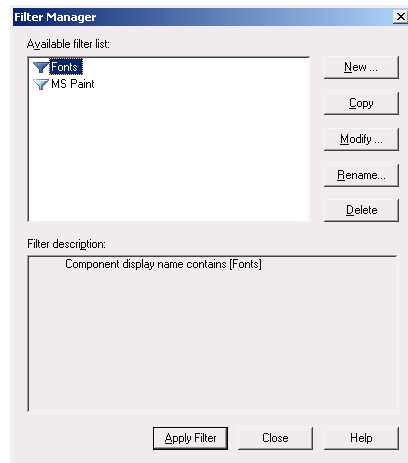 Filter Manager
Available filter list:
Fonts
MS Paint
New ...
Copy
Modify ...
Rename...
Delete
Filter description:
Component display name contains [Fonts]
Apply Filter
Close
Help